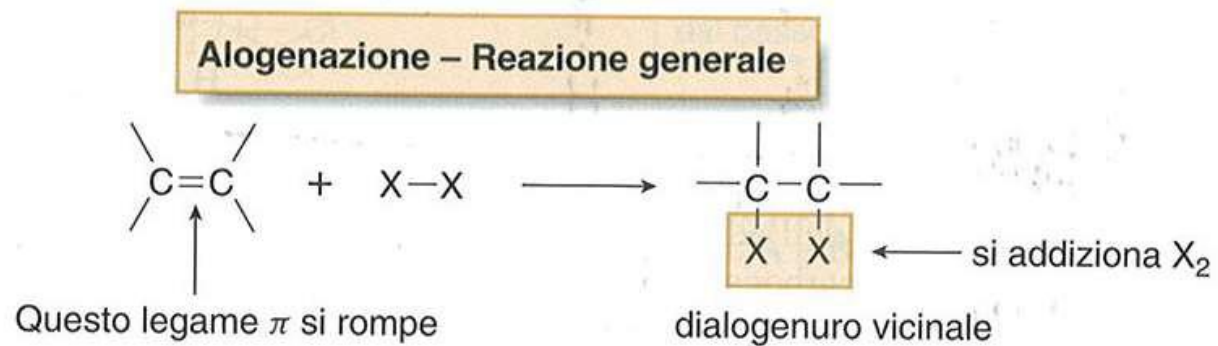 Alogenazione – Reazione generale
C=C + X—X ⟶ —C—C—
X X
si addiziona X₂
Questo legame π si rompe
dialogenuro vicinale